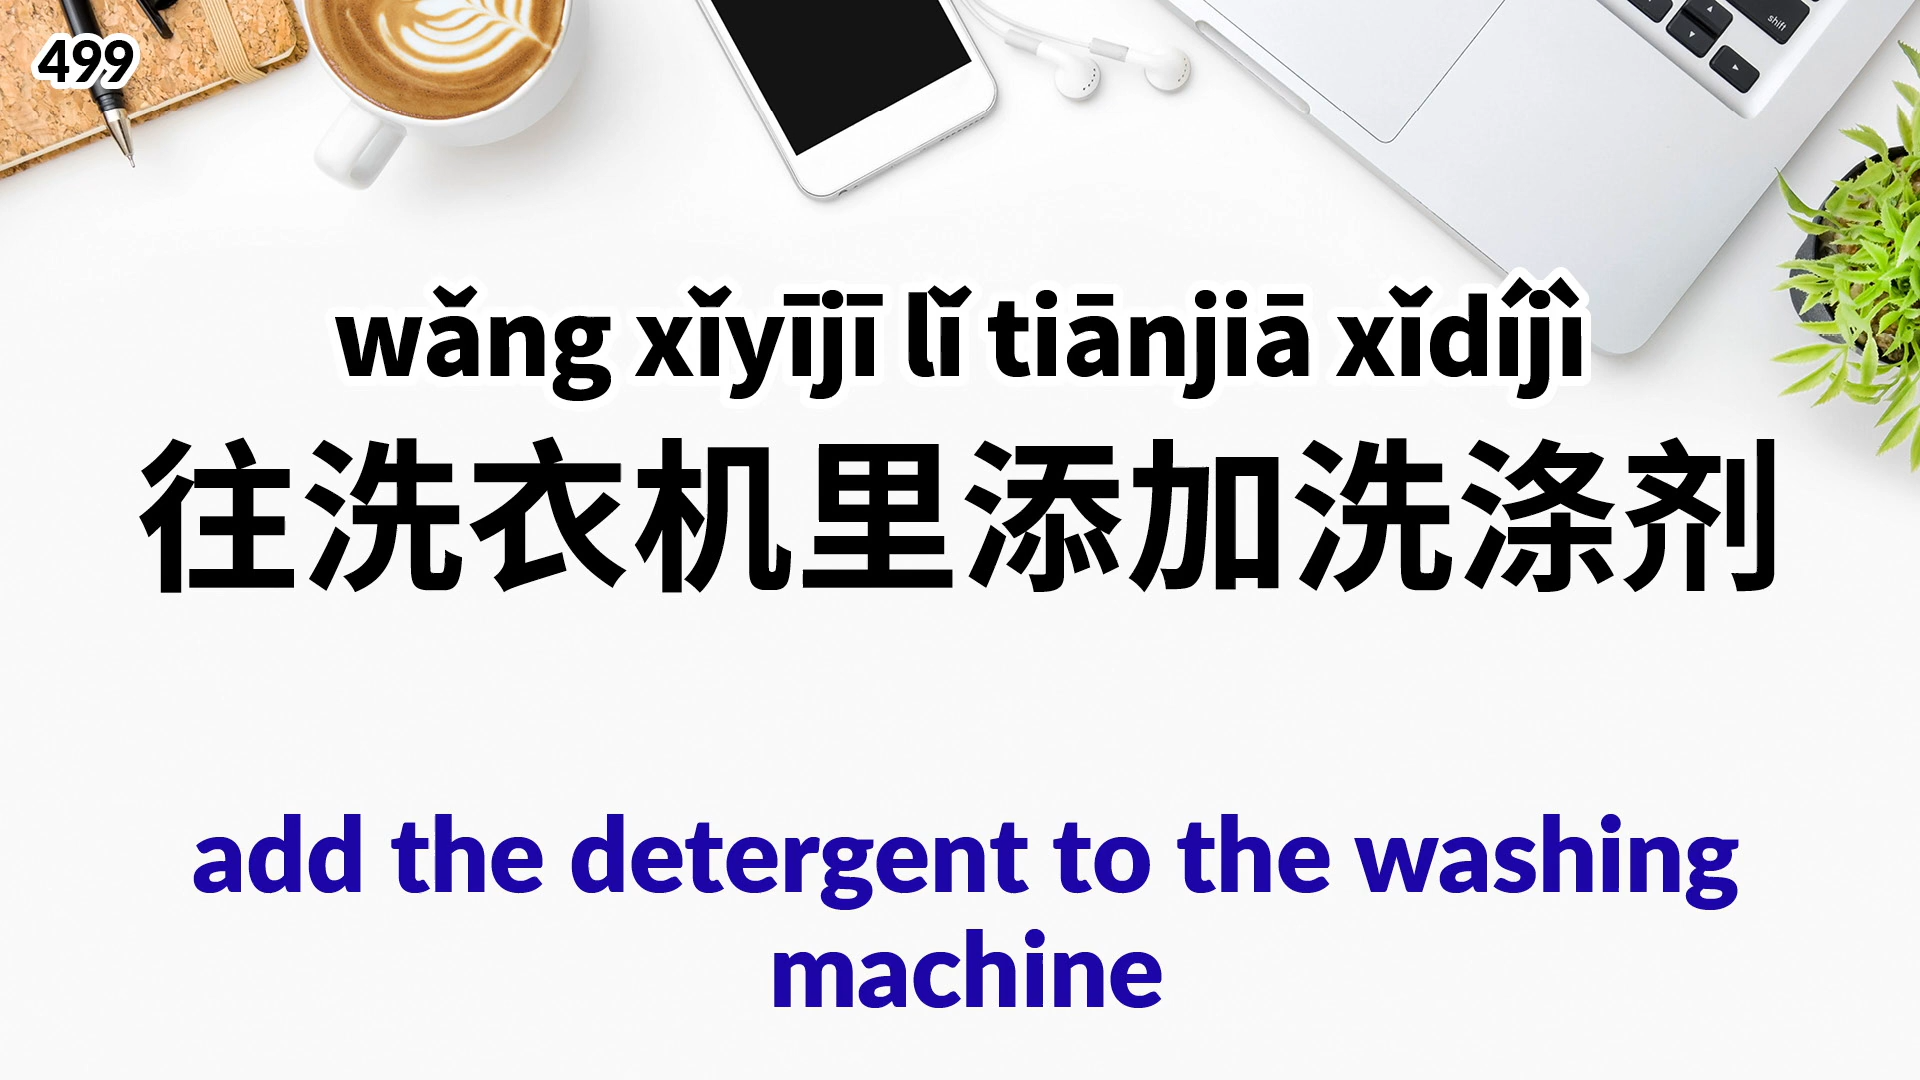 499
shift
wǎng xǐyījī lǐ tiānjiā xǐdíjì
往洗衣机里添加洗涤剂
add the detergent to the washing
machine